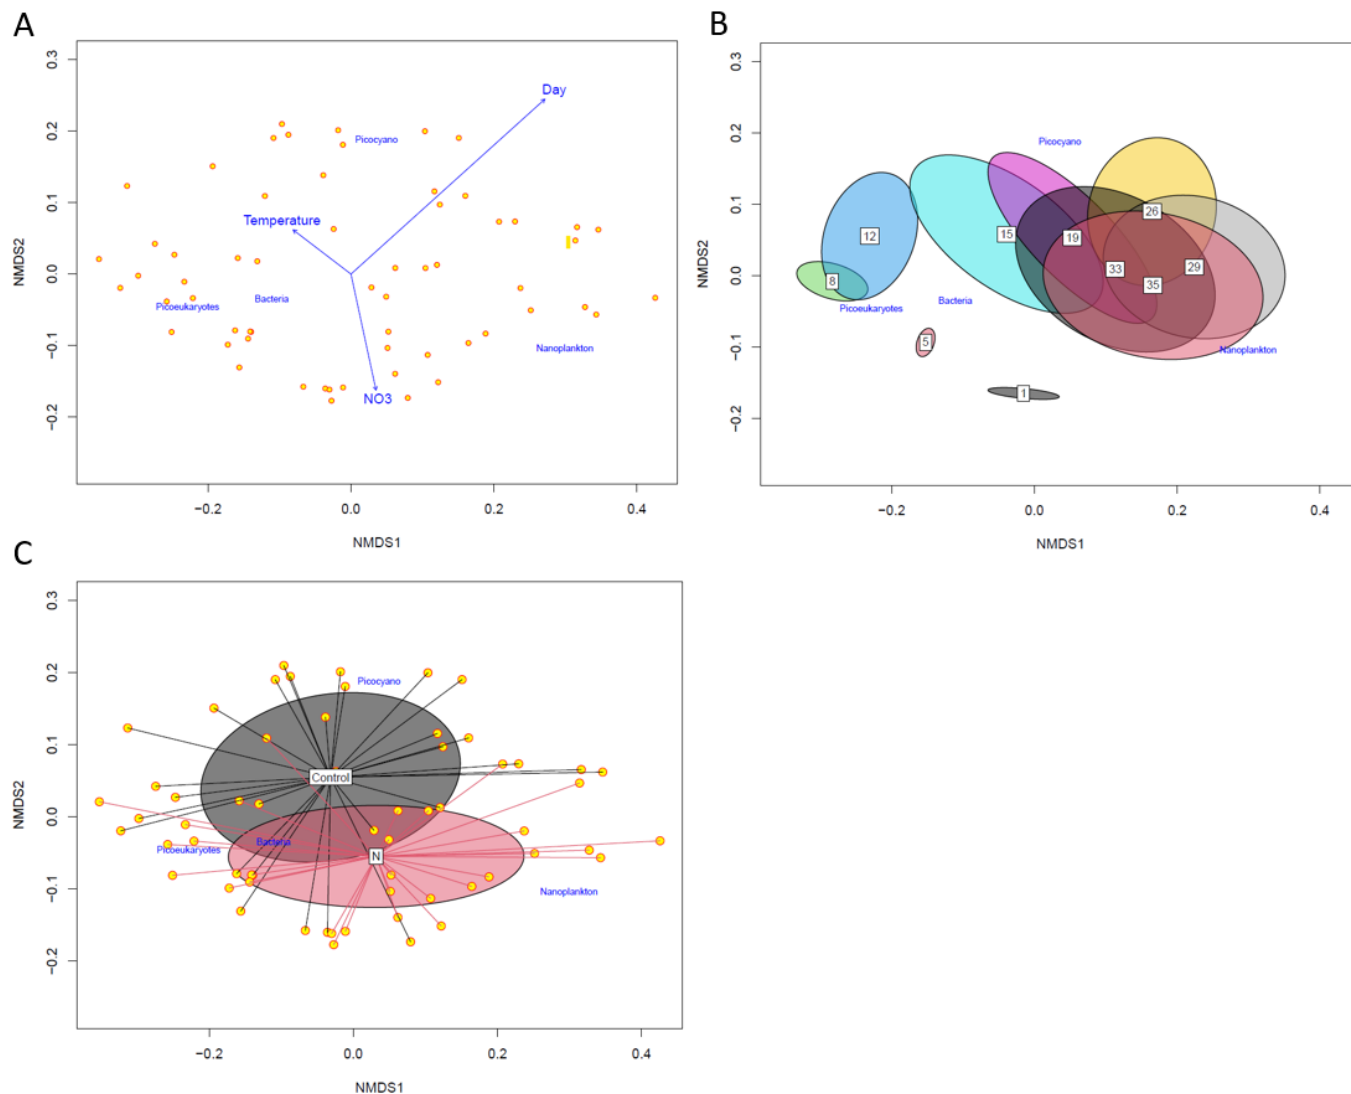 A
0.3
0.2
0.1
0.0
−0.1
−0.2
NMDS2
Day
Picocyano
Temperature
Bacteria
Picoeukaryotes
Nanoplankton
NO3
−0.2
0.0
0.2
0.4
NMDS1
B
0.3
0.2
0.1
0.0
−0.1
−0.2
NMDS2
Picocyano
26
12
15
19
33
29
8
35
Bacteria
Picoeukaryotes
5
Nanoplankton
1
−0.2
0.0
0.2
0.4
NMDS1
C
0.3
0.2
0.1
0.0
−0.1
−0.2
NMDS2
Picocyano
Control
Bacteria
Picoeukaryotes
N
Nanoplankton
−0.2
0.0
0.2
0.4
NMDS1